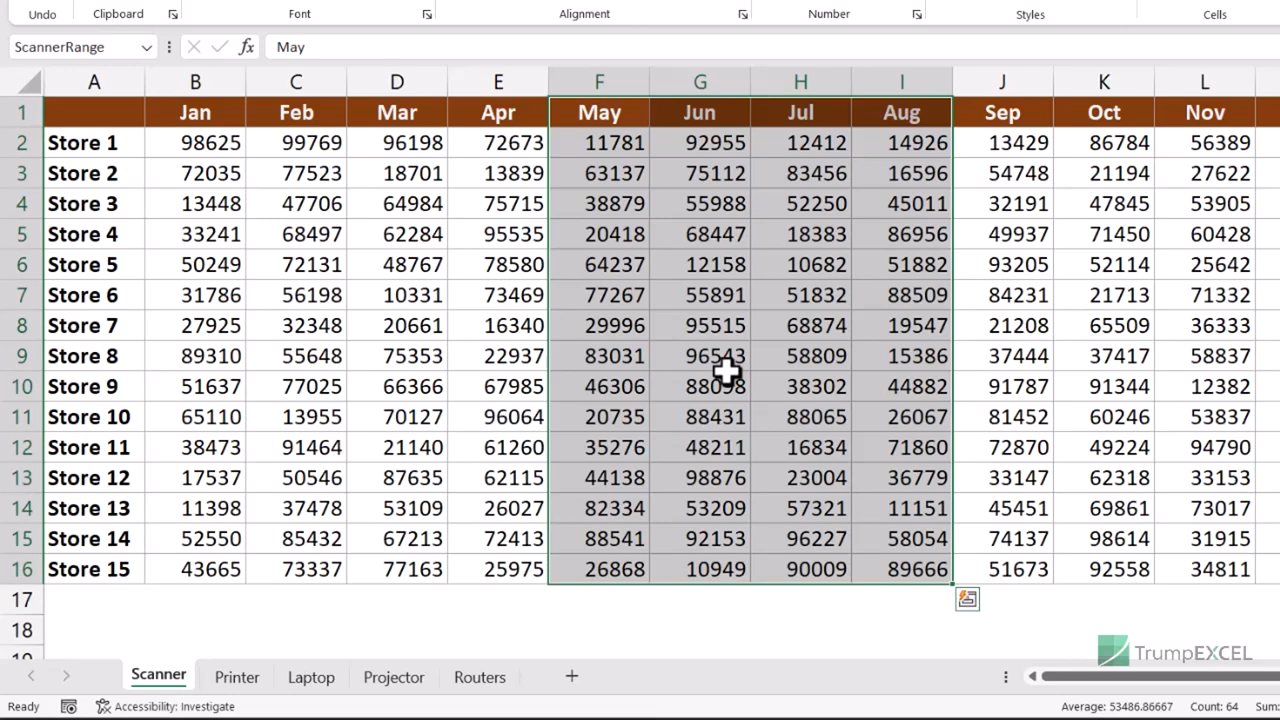 Undo Clipboard Font Alignment Number Styles Cells
ScannerRange fx May
A B C D E F G H I J K L
1 Jan Feb Mar Apr May Jun Jul Aug Sep Oct Nov
2 Store 1 98625 99769 96198 72673 11781 92955 12412 14926 13429 86784 56389
3 Store 2 72035 77523 18701 13839 63137 75112 83456 16596 54748 21194 27622
4 Store 3 13448 47706 64984 75715 38879 55988 52250 45011 32191 47845 53905
5 Store 4 33241 68497 62284 95535 20418 68447 18383 86956 49937 71450 60428
6 Store 5 50249 72131 48767 78580 64237 12158 10682 51882 93205 52114 25642
7 Store 6 31786 56198 10331 73469 77267 55891 51832 88509 84231 21713 71332
8 Store 7 27925 32348 20661 16340 29996 95515 68874 19547 21208 65509 36333
9 Store 8 89310 55648 75353 22937 83031 96543 58809 15386 37444 37417 58837
10 Store 9 51637 77025 66366 67985 46306 38302 44882 91787 91344 12382
11 Store 10 65110 13955 70127 96064 20735 88431 88065 26067 81452 60246 53837
12 Store 11 38473 91464 21140 61260 35276 48211 16834 71860 72870 49224 94790
13 Store 12 17537 50546 87635 62115 44138 98876 23004 36779 33147 62318 33153
14 Store 13 11398 37478 53109 26027 82334 53209 57321 11151 45451 69861 73017
15 Store 14 52550 85432 67213 72413 88541 92153 96227 58054 74137 98614 31915
16 Store 15 43665 73337 77163 25975 26868 10949 90009 89666 51673 92558 34811
17
18
TrumpEXCEL
Scanner Printer Laptop Projector Routers
Ready Accessibility: Investigate Average: 53486.86667 Count: 64 Sum: